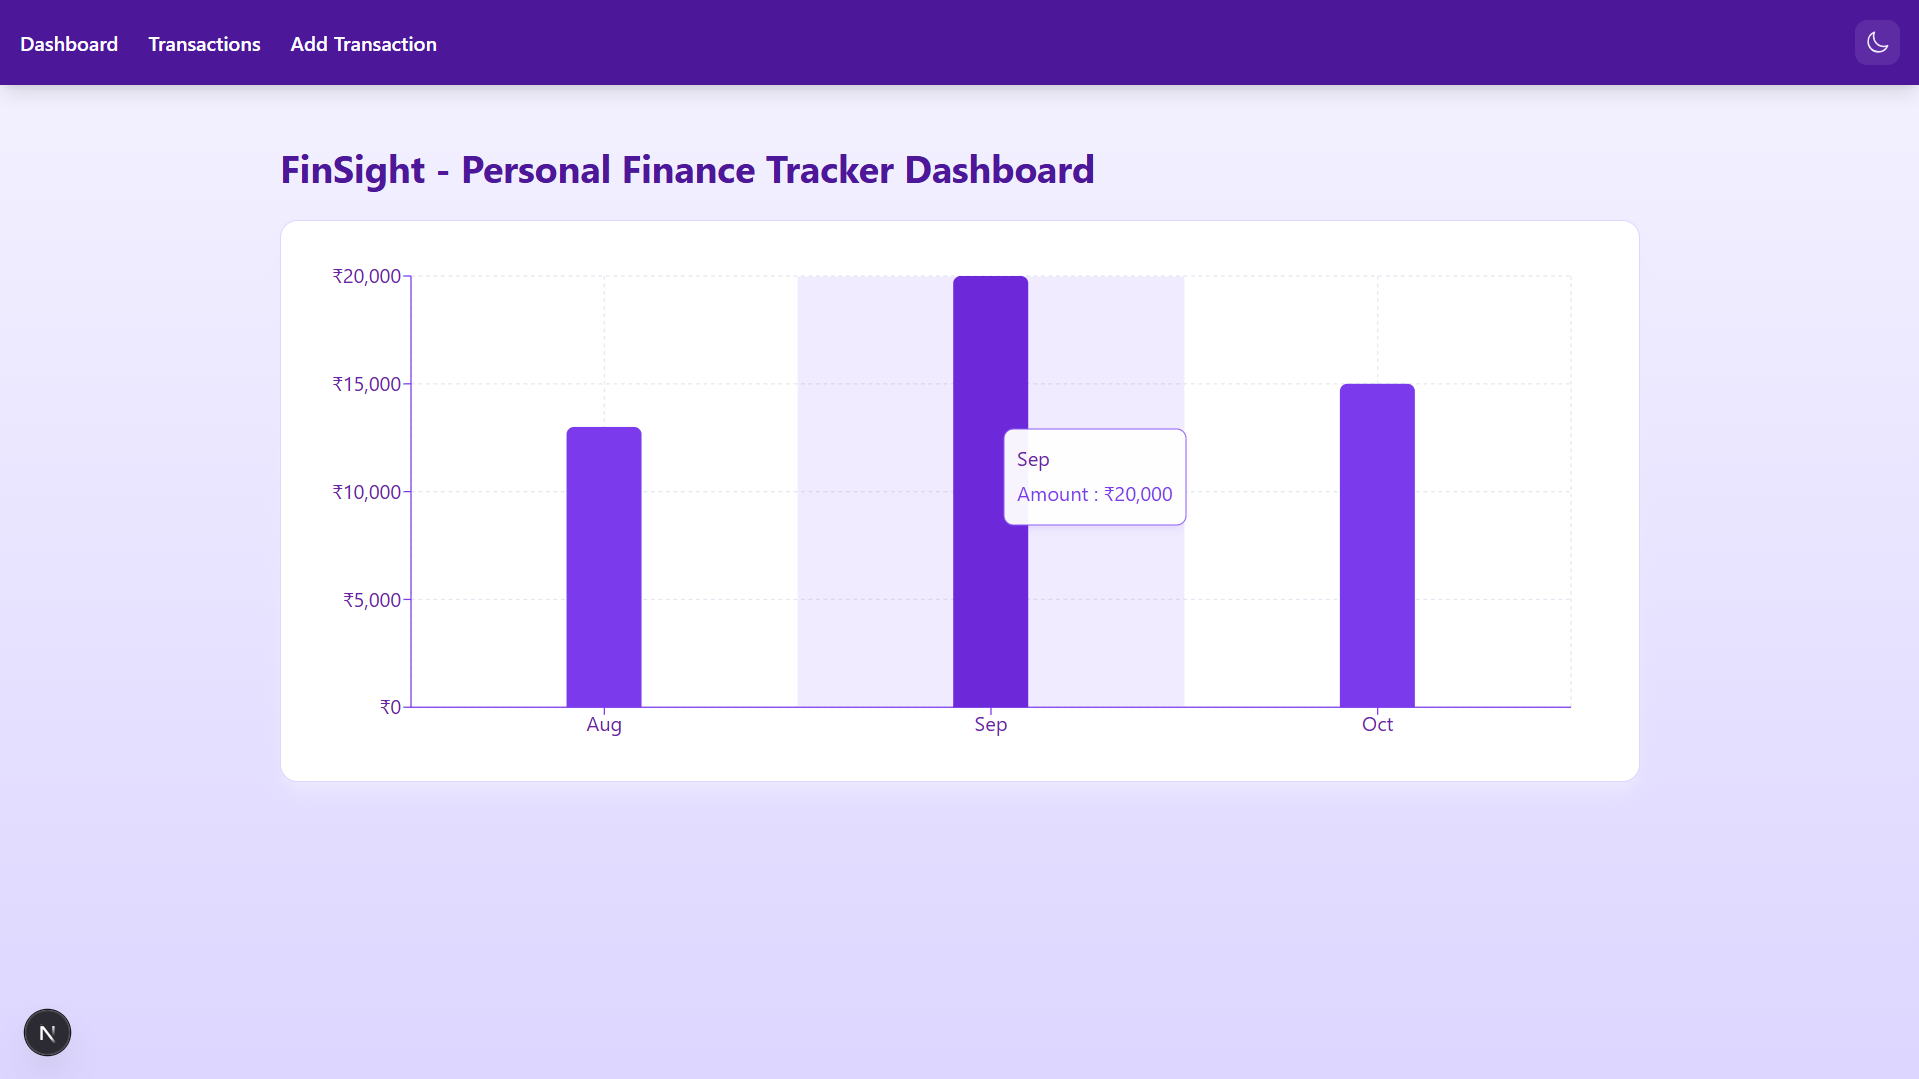 Dashboard Transactions Add Transaction
FinSight - Personal Finance Tracker Dashboard
₹20,000
₹15,000
₹10,000
₹5,000
₹0
Sep
Amount : ₹20,000
Aug Sep Oct
N